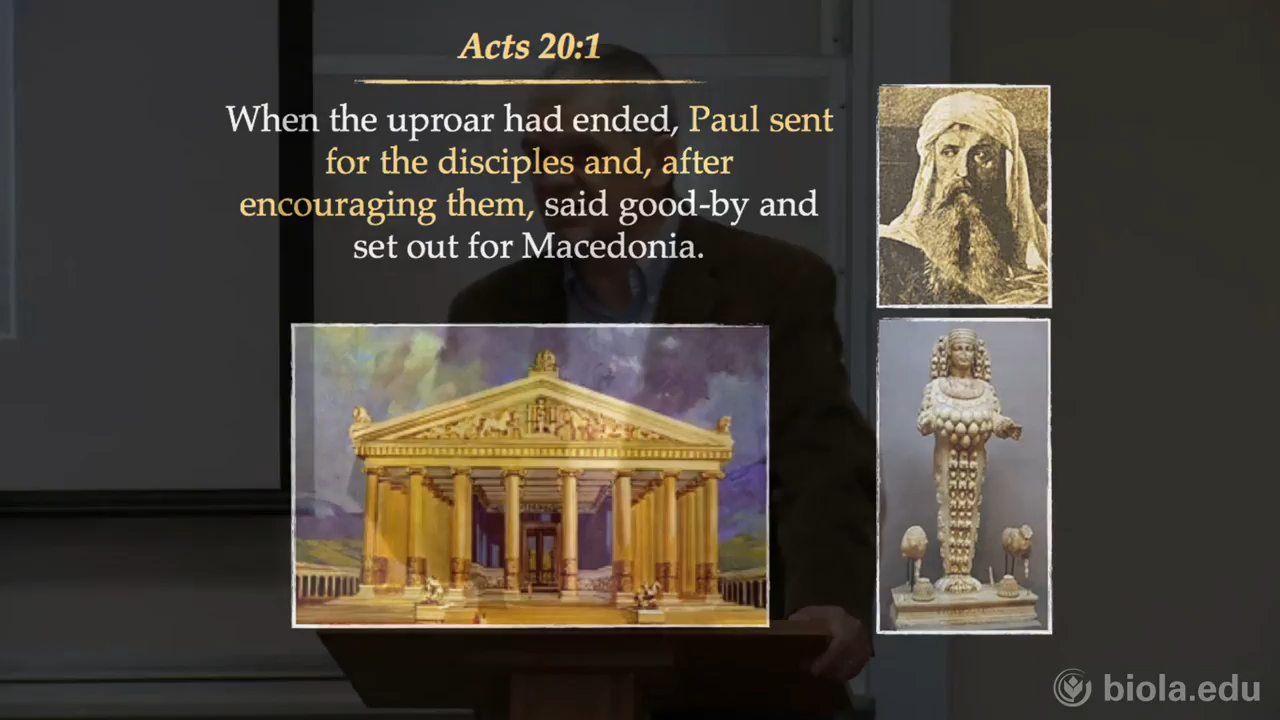 Acts 20:1
When the uproar had ended, Paul sent
for the disciples and, after
encouraging them, said good-by and
set out for Macedonia.
biola.edu